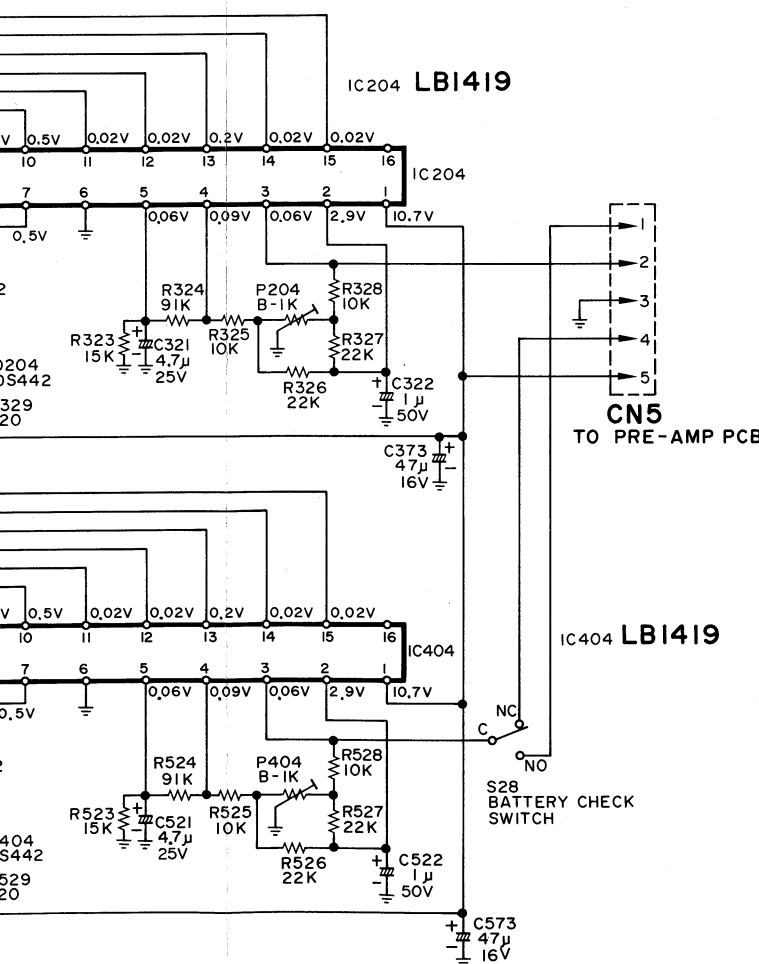 IC204 LB1419
V 0.5V 0.02V 0.02V 0.2V 0.02V 0.02V
10 11 12 13 14 15 16
IC204
7 6 5 4 3 2 1
0.06V 0.09V 0.06V 2.9V 10.7V
0.5V
1
2
3
4
5
CN5
TO PRE-AMP PCB
2
R324
91K
P204
B-1K
R328
10K
R323
15K
+
-
C321
4.7μ
25V
R325
10K
R327
22K
R326
22K
+
-
C322
1μ
50V
0204
0S442
329
20
C373
47μ
16V
+
-
V 0.5V 0.02V 0.02V 0.2V 0.02V 0.02V
10 11 12 13 14 15 16
IC404
IC404 LB1419
7 6 5 4 3 2 1
0.06V 0.09V 0.06V 2.9V 10.7V
0.5V
NC
C
NO
S28
BATTERY CHECK
SWITCH
2
R524
91K
P404
B-1K
R528
10K
R523
15K
+
-
C521
4.7μ
25V
R525
10K
R527
22K
R526
22K
+
-
C522
1μ
50V
404
S442
529
20
+
-
C573
47μ
16V